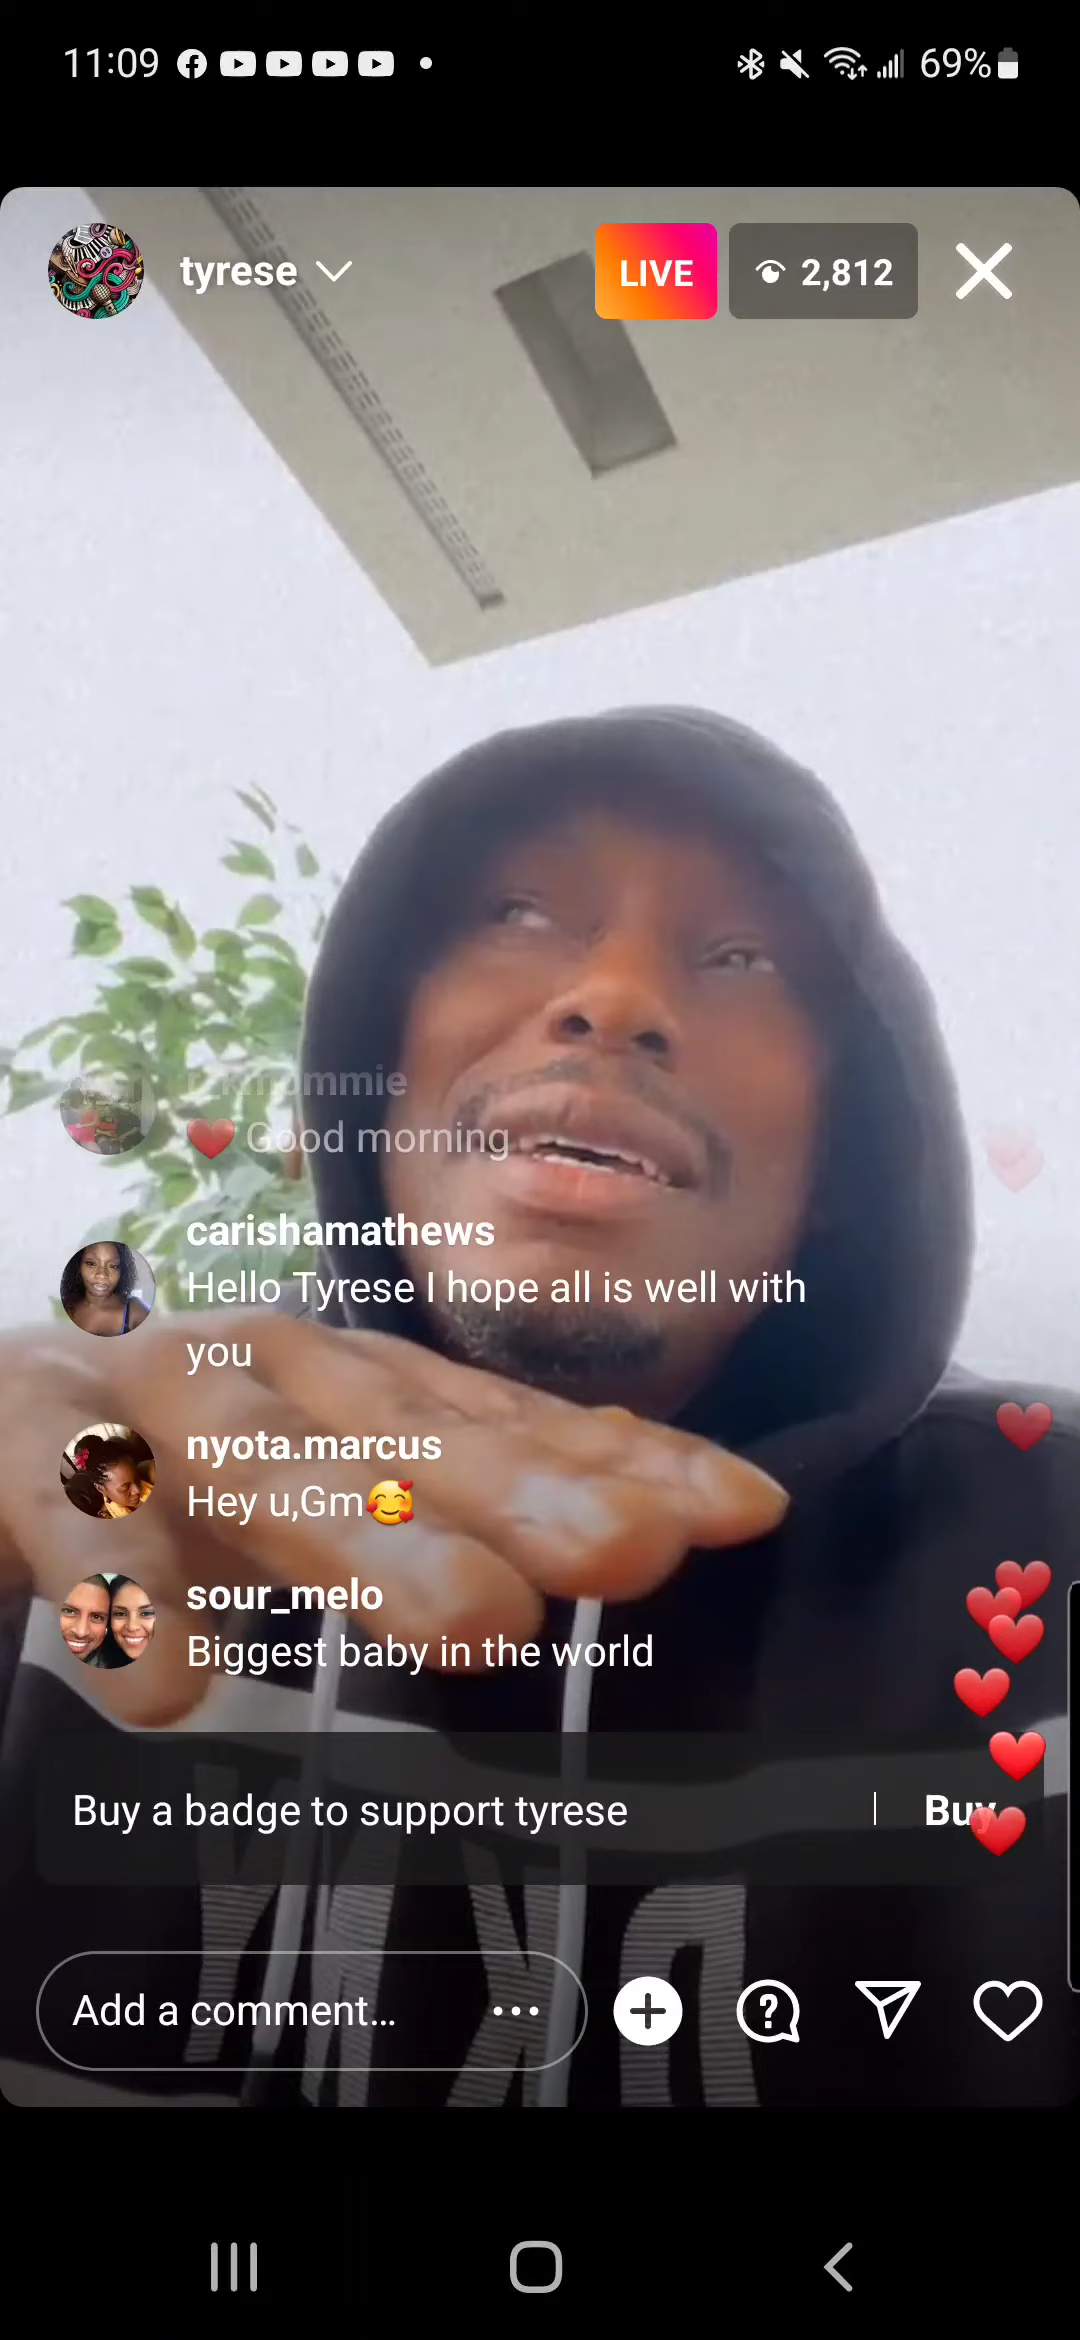 11:09
69%
tyrese
LIVE
2,812
Good morning
carishamathews
Hello Tyrese I hope all is well with
you
nyota.marcus
Hey u,Gm🥰
sour_melo
Biggest baby in the world
Buy a badge to support tyrese
Buy
Add a comment...